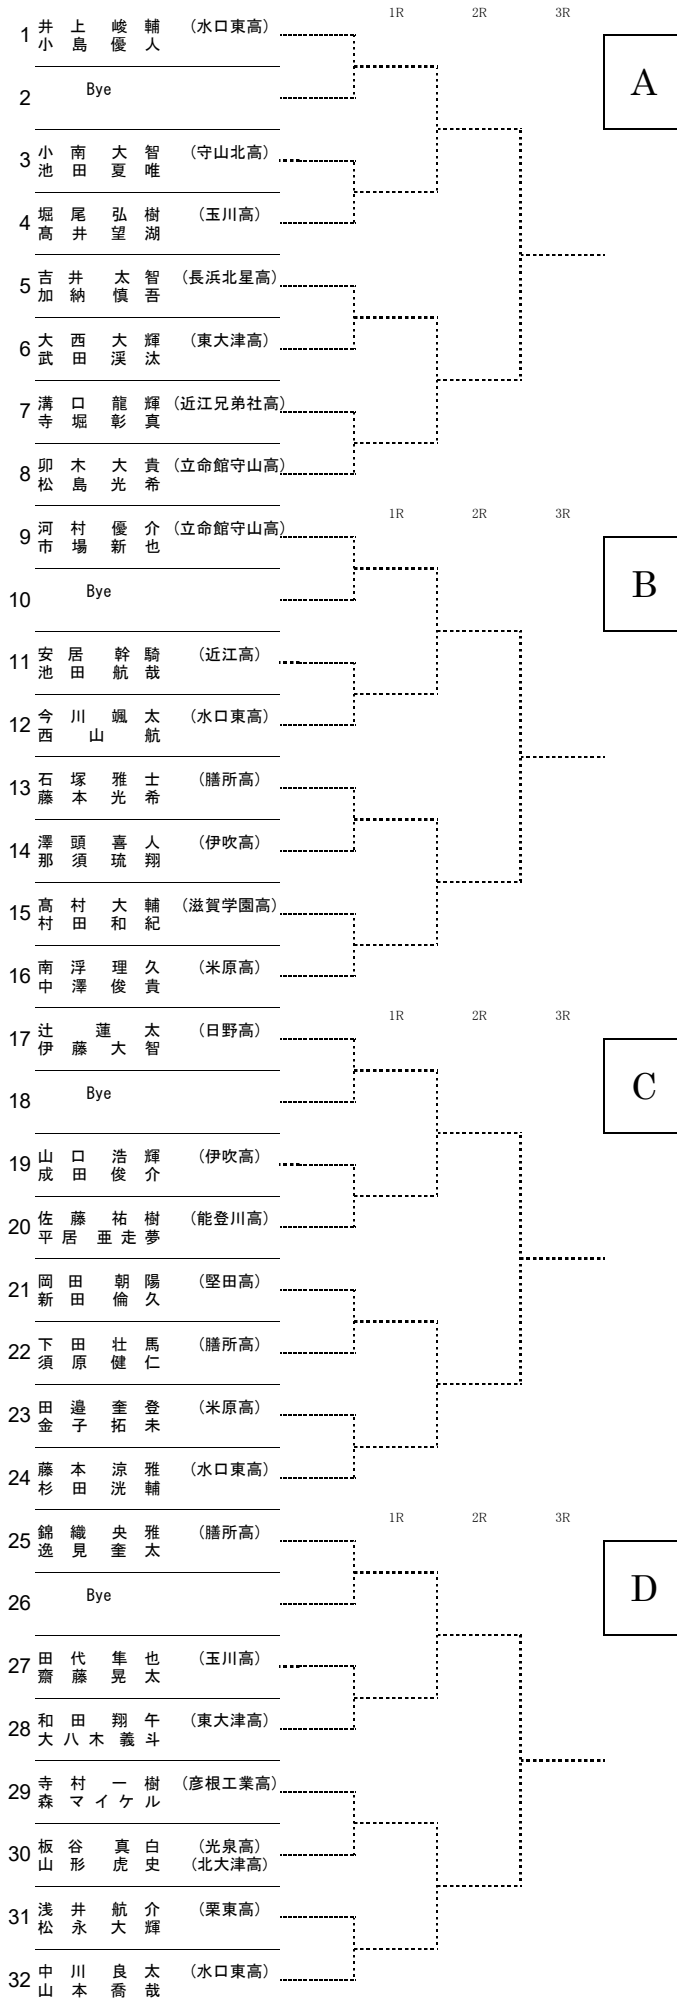 1R 2R 3R
A
1 井上 峻輔 (水口東高)
小島 優人
2 Bye
3 小南 大智 (守山北高)
池田 夏唯
4 堀尾 弘樹 (玉川高)
髙井 望湖
5 吉井 太智 (長浜北星高)
加納 慎吾
6 大西 大輝 (東大津高)
武田 渓汰
7 溝口 龍輝 (近江兄弟社高)
寺堀 彰真
8 卯木 大貴 (立命館守山高)
松島 光希
1R 2R 3R
B
9 河村 優介 (立命館守山高)
市場 新也
10 Bye
11 安居 幹騎 (近江高)
池田 航哉
12 今川 颯太 (水口東高)
西山 航
13 石塚 雅士 (膳所高)
藤本 光希
14 澤頭 喜人 (伊吹高)
那須 琉翔
15 髙村 大輔 (滋賀学園高)
村田 和紀
16 南浮 理久 (米原高)
中澤 俊貴
1R 2R 3R
C
17 辻 蓮太 (日野高)
伊藤 大智
18 Bye
19 山口 浩輝 (伊吹高)
成田 俊介
20 佐藤 祐樹 (能登川高)
平居 亜走夢
21 岡田 朝陽 (堅田高)
新田 倫久
22 下田 壮馬 (膳所高)
須原 健仁
23 田邉 奎登 (米原高)
金子 拓未
24 藤本 涼雅 (水口東高)
杉田 洸輔
1R 2R 3R
D
25 錦織 央雅 (膳所高)
逸見 奎太
26 Bye
27 田代 隼也 (玉川高)
齋藤 晃太
28 和田 翔午 (東大津高)
大八木 義斗
29 寺村 一樹 (彦根工業高)
森 マイケル
30 板谷 真白 (光泉高)
山形 虎史 (北大津高)
31 浅井 航介 (栗東高)
松永 大輝
32 中川 良太 (水口東高)
山本 喬哉